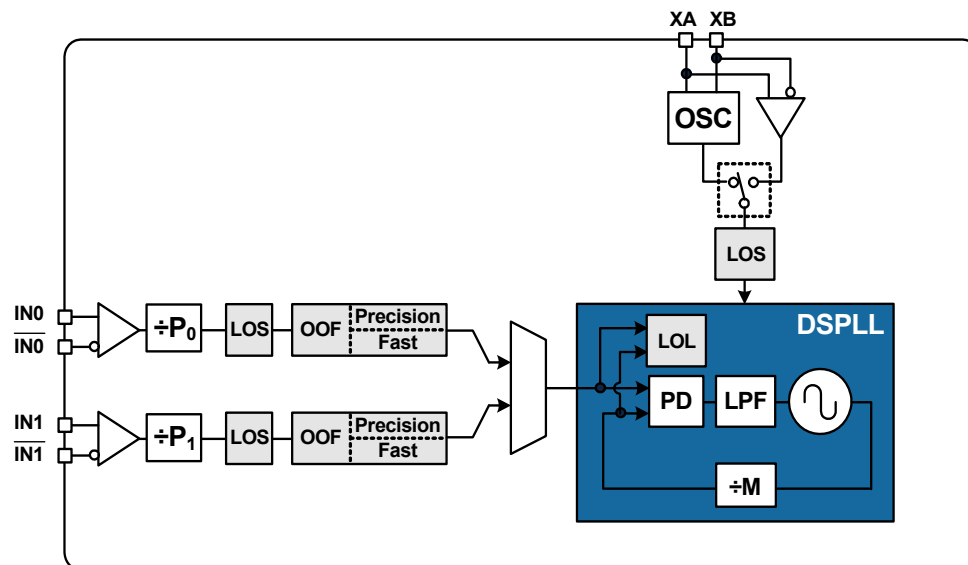 XA XB
OSC
LOS
DSPLL
IN0
IN0
÷P0
LOS
OOF
Precision
Fast
LOL
PD
LPF
÷M
IN1
IN1
÷P1
LOS
OOF
Precision
Fast